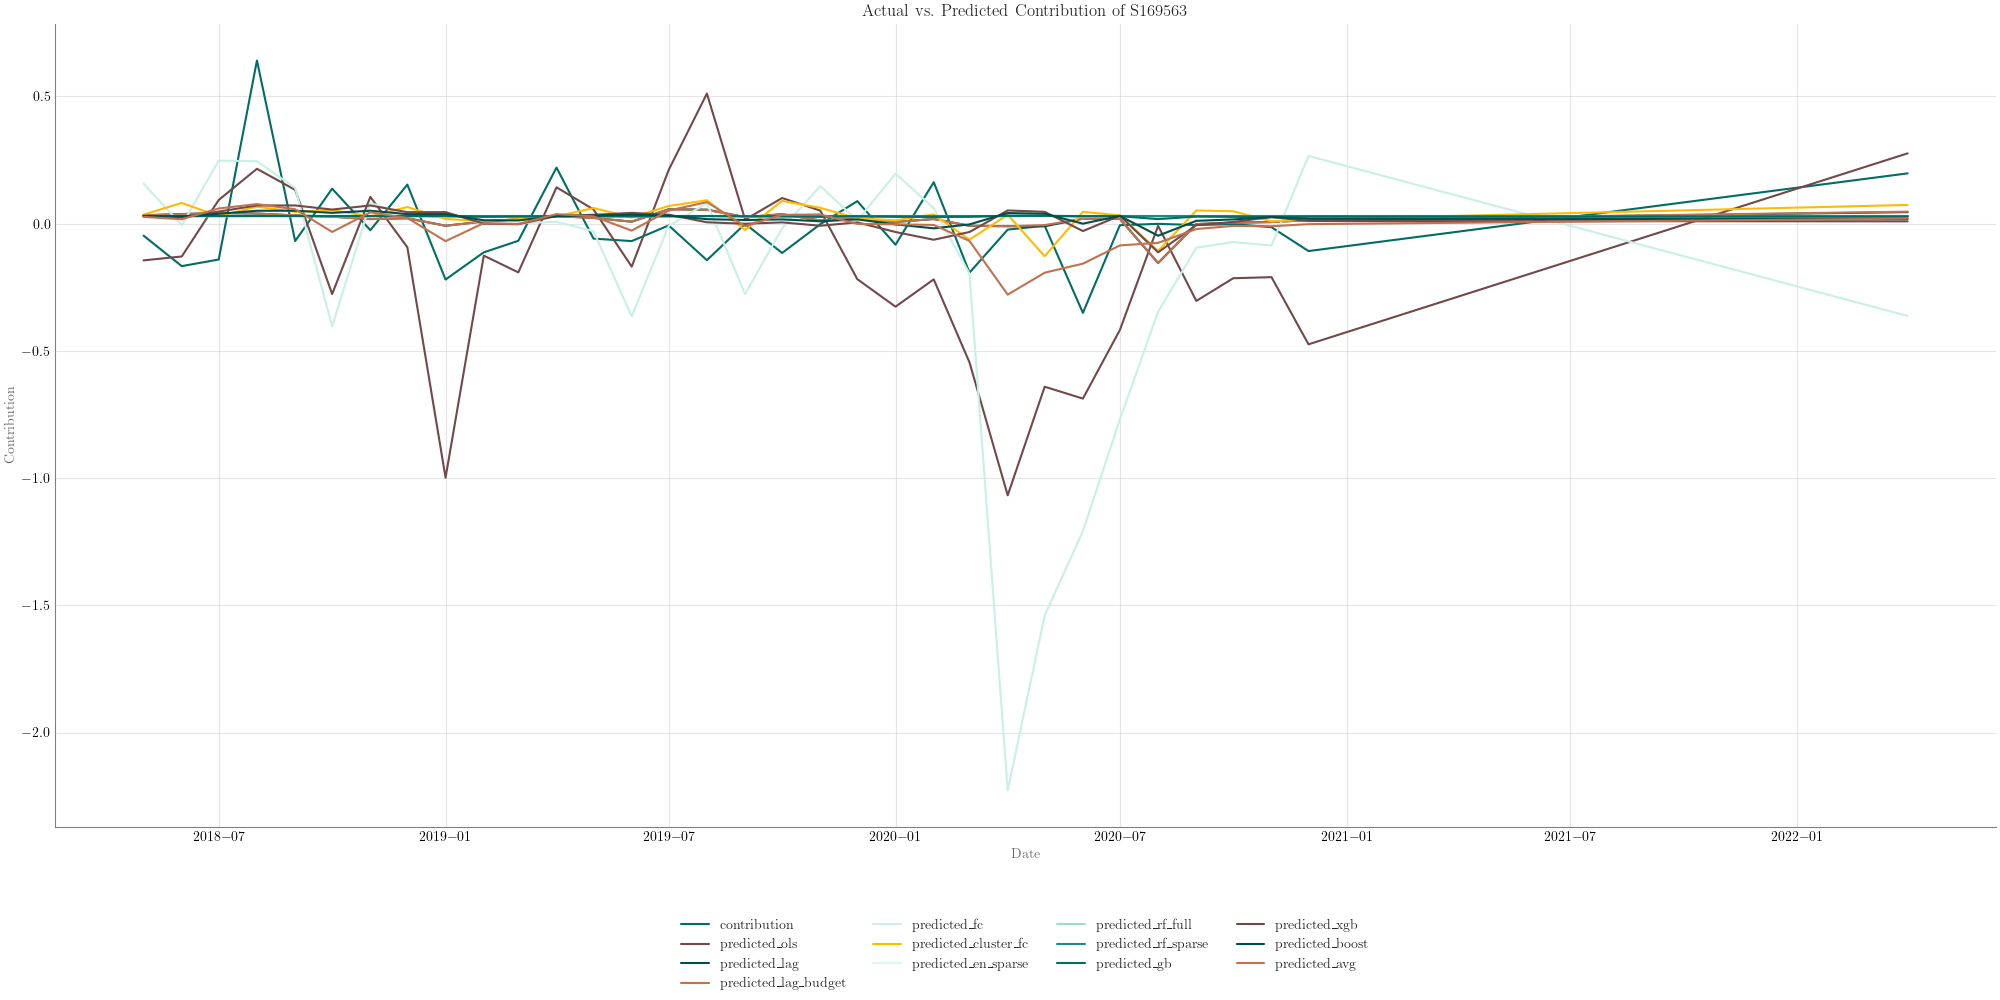 Actual vs. Predicted Contribution of S169563
0.5
0.0
−0.5
−1.0
−1.5
−2.0
Contribution
2018−07 2019−01 2019−07 2020−01 2020−07 2021−01 2021−07 2022−01
Date
contribution predicted_fc predicted_rf_full predicted_xgb
predicted_ols predicted_cluster_fc predicted_rf_sparse predicted_boost
predicted_lag predicted_en_sparse predicted_gb predicted_avg
predicted_lag_budget